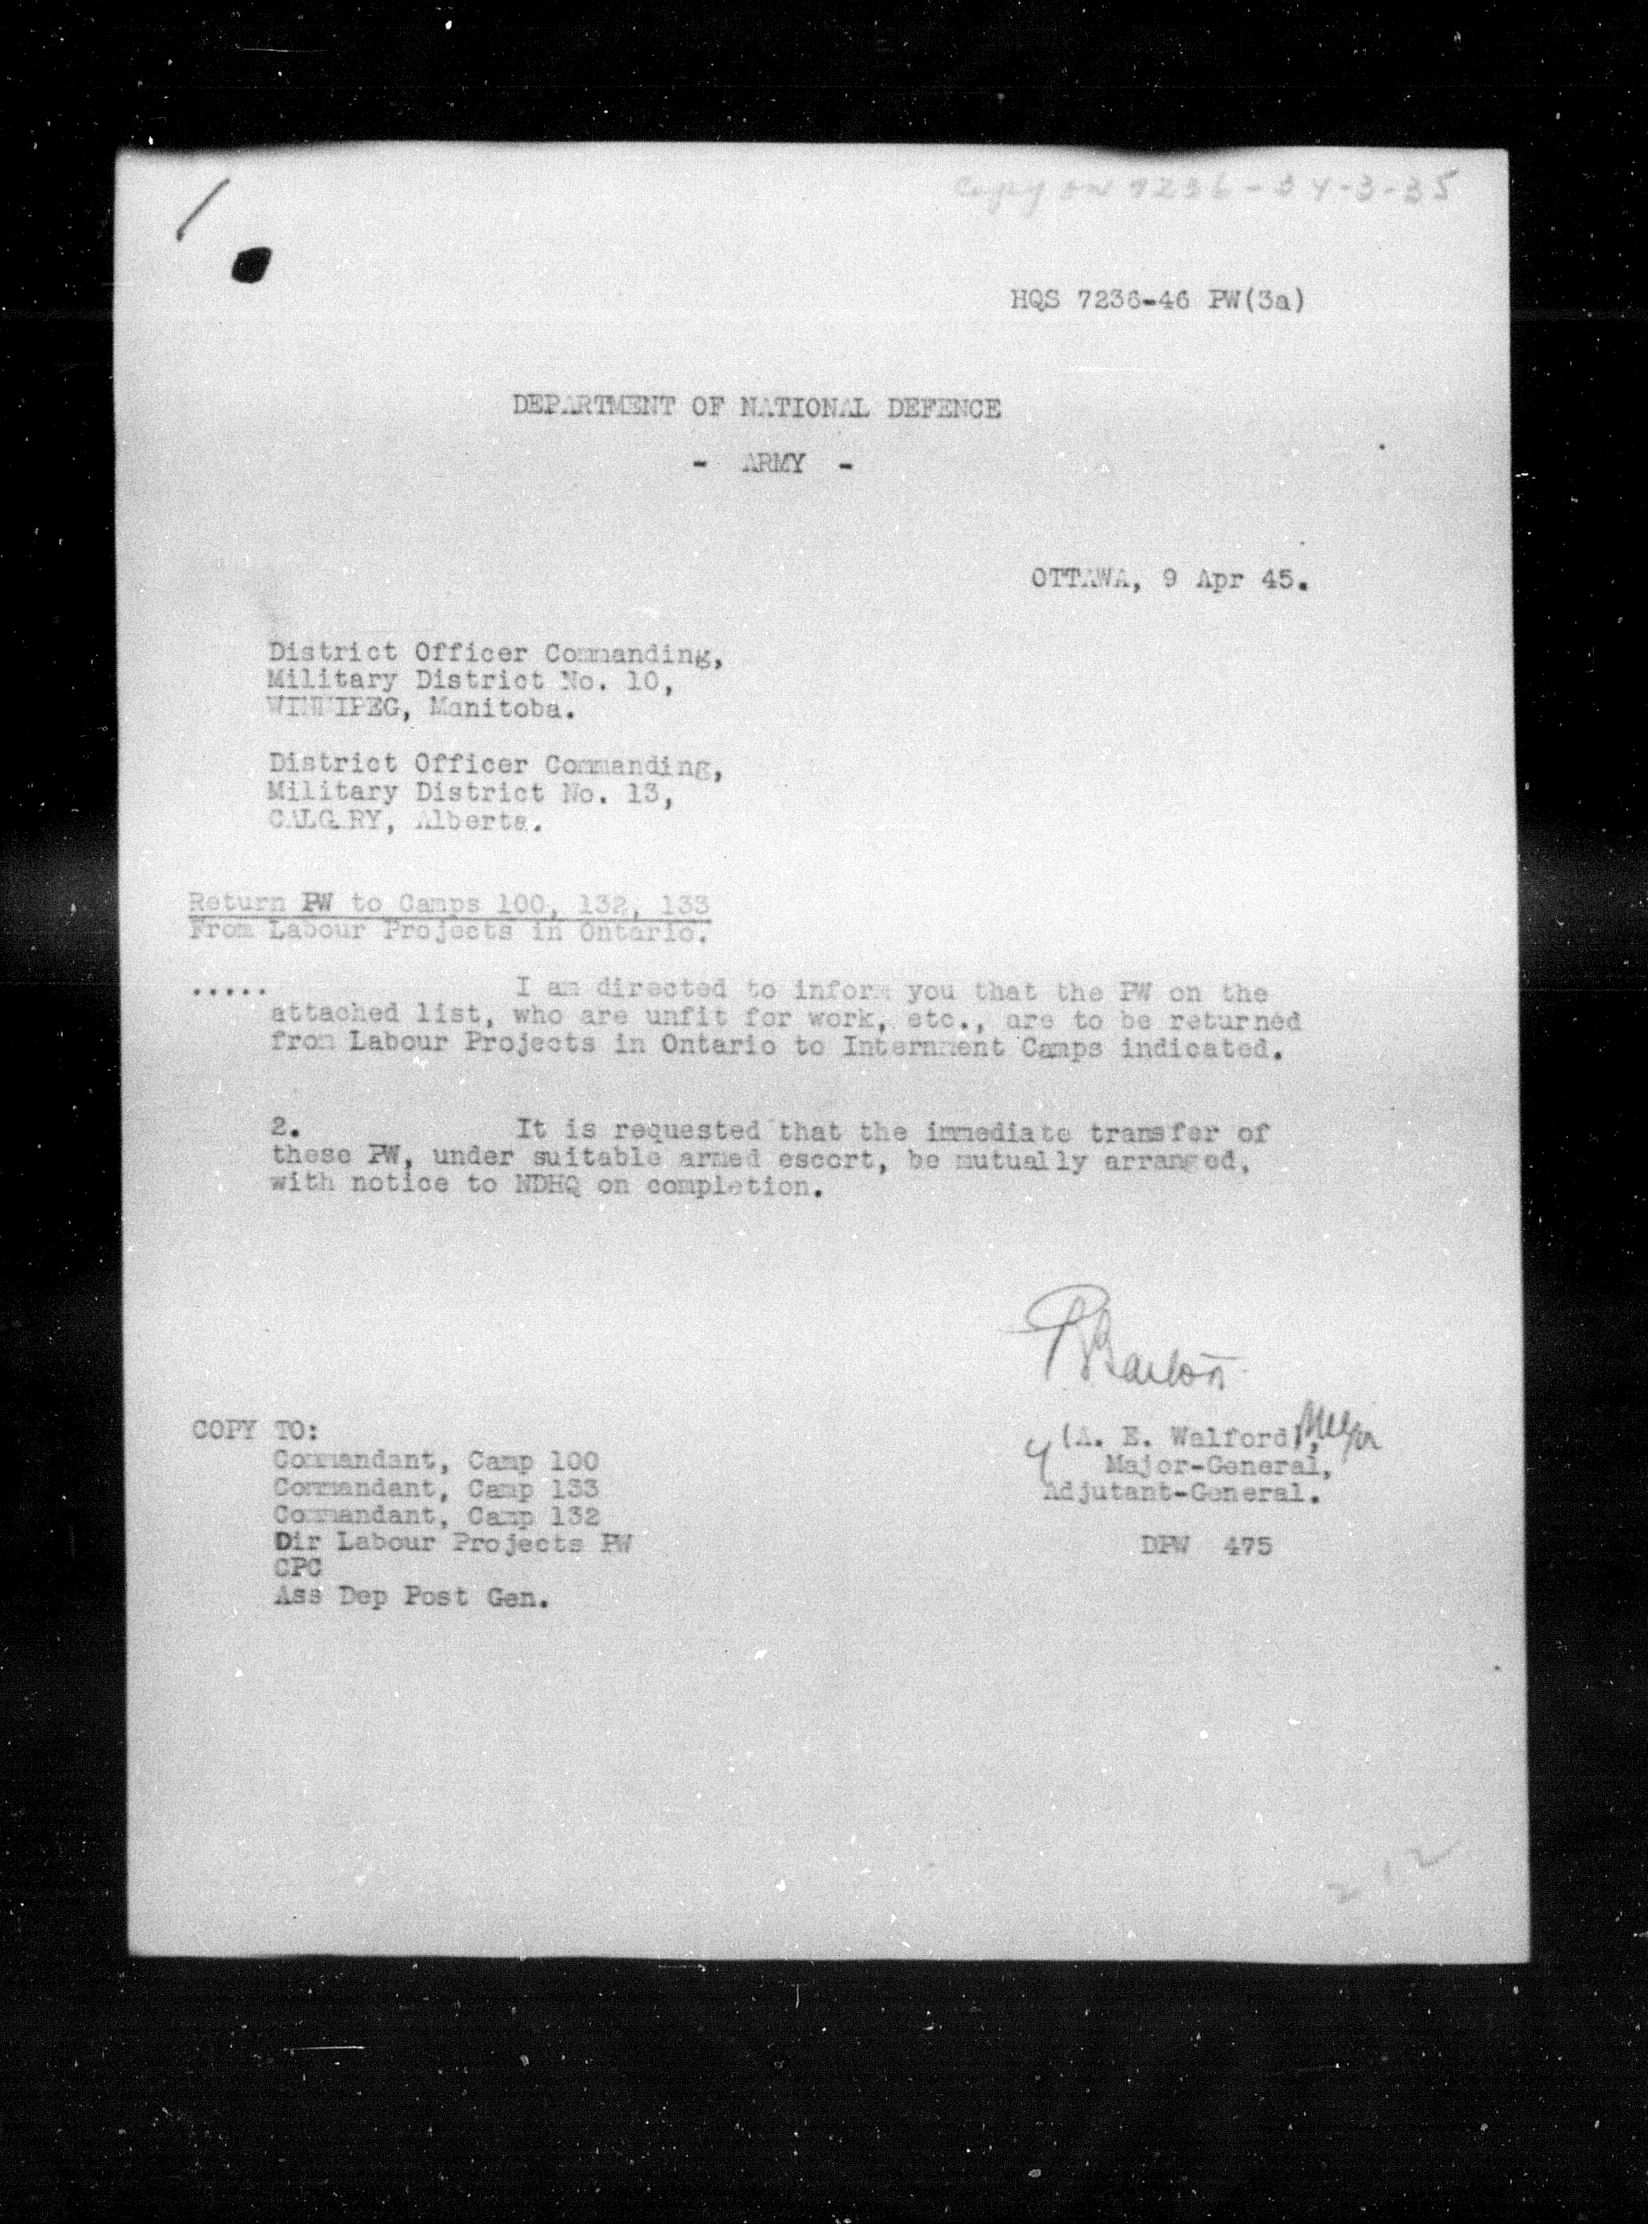 Copy on 7236-34-3-35
HQS 7236-46 PW(3a)
DEPARTMENT OF NATIONAL DEFENCE
- ARMY -
OTTAWA, 9 Apr 45.
District Officer Commanding,
Military District No. 10,
WINNIPEG, Manitoba.
District Officer Commanding,
Military District No. 13,
CALGARY, Alberta.
Return PW to Camps 100, 132, 133
From Labour Projects in Ontario.
..... I am directed to inform you that the PW on the
attached list, who are unfit for work, etc., are to be returned
from Labour Projects in Ontario to Internment Camps indicated.
2. It is requested that the immediate transfer of
these PW, under suitable armed escort, be mutually arranged,
with notice to NDHQ on completion.
(A. E. Walford),
Major-General,
Adjutant-General.
DPW 475
COPY TO:
Commandant, Camp 100
Commandant, Camp 133
Commandant, Camp 132
Dir Labour Projects PW
CPC
Ass Dep Post Gen.